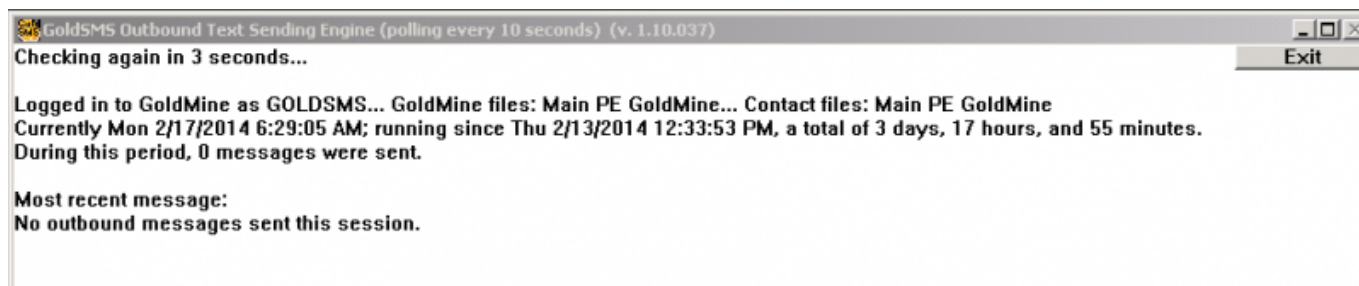 GoldSMS Outbound Text Sending Engine (polling every 10 seconds) (v. 1.10.037)
Checking again in 3 seconds...
Exit
Logged in to GoldMine as GOLDSMS... GoldMine files: Main PE GoldMine... Contact files: Main PE GoldMine
Currently Mon 2/17/2014 6:29:05 AM; running since Thu 2/13/2014 12:33:53 PM, a total of 3 days, 17 hours, and 55 minutes.
During this period, 0 messages were sent.
Most recent message:
No outbound messages sent this session.